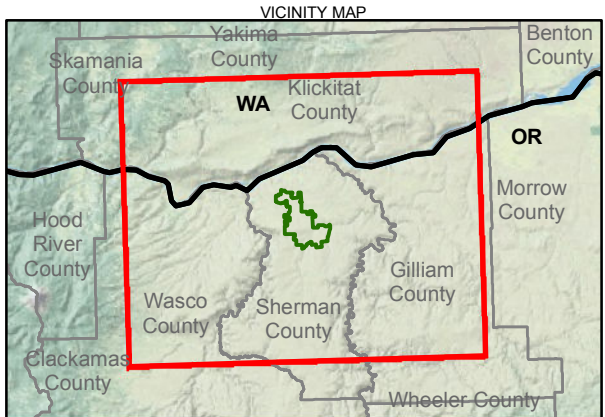 VICINITY MAP
Yakima
County
Benton
County
Skamania
County
Klickitat
County
WA
OR
Morrow
County
Hood
River
County
Gilliam
County
Wasco
County
Sherman
County
Clackamas
County
Wheeler County